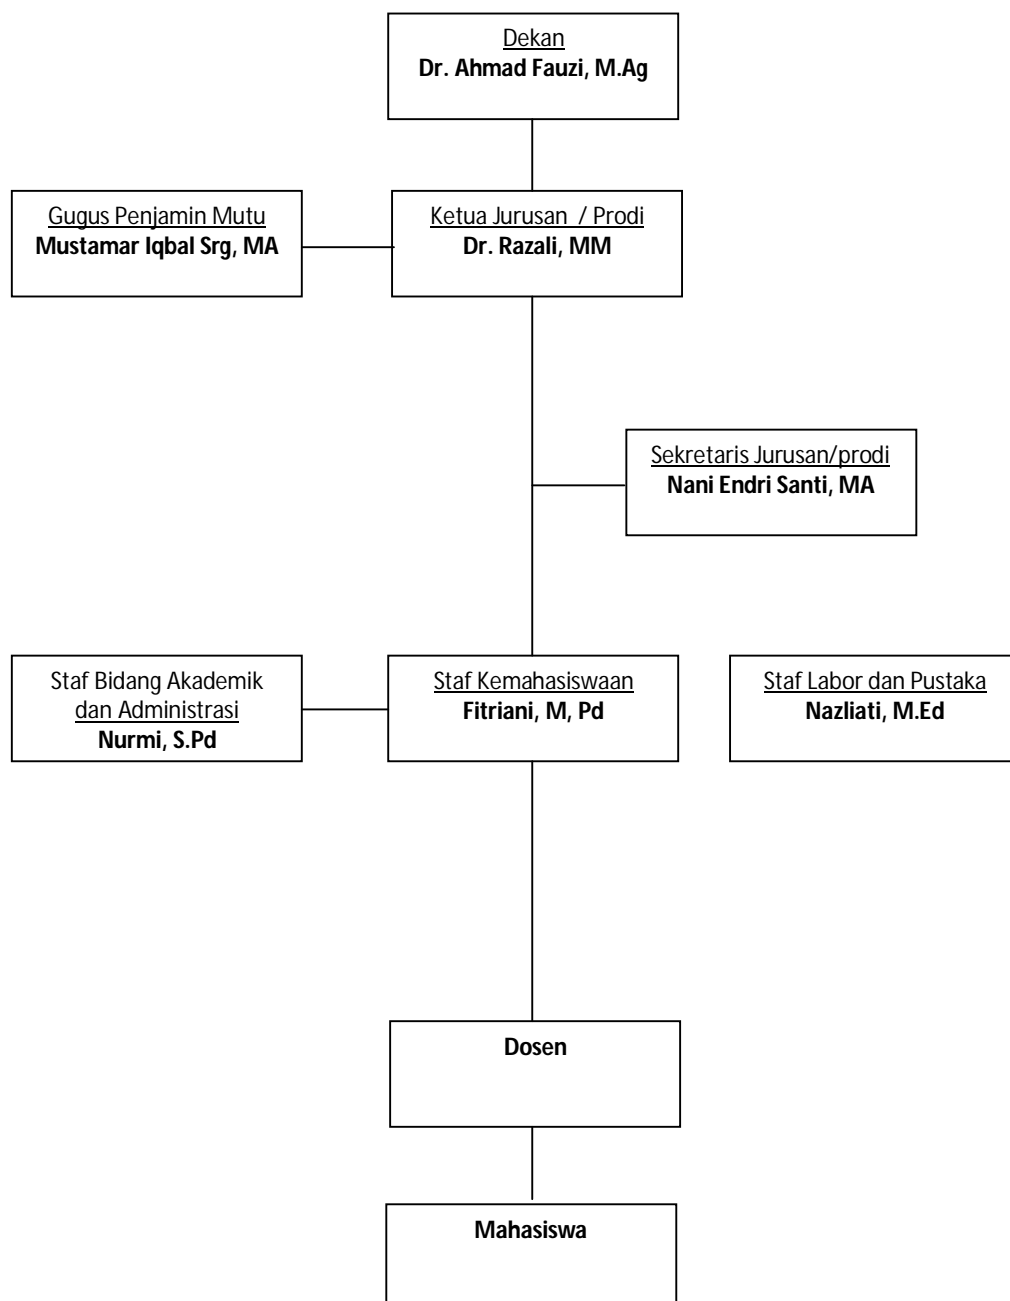 Dekan
Dr. Ahmad Fauzi, M.Ag
Gugus Penjamin Mutu
Mustamar Iqbal Srg, MA
Ketua Jurusan / Prodi
Dr. Razali, MM
Sekretaris Jurusan/prodi
Nani Endri Santi, MA
Staf Bidang Akademik
dan Administrasi
Nurmi, S.Pd
Staf Kemahasiswaan
Fitriani, M, Pd
Staf Labor dan Pustaka
Nazliati, M.Ed
Dosen
Mahasiswa